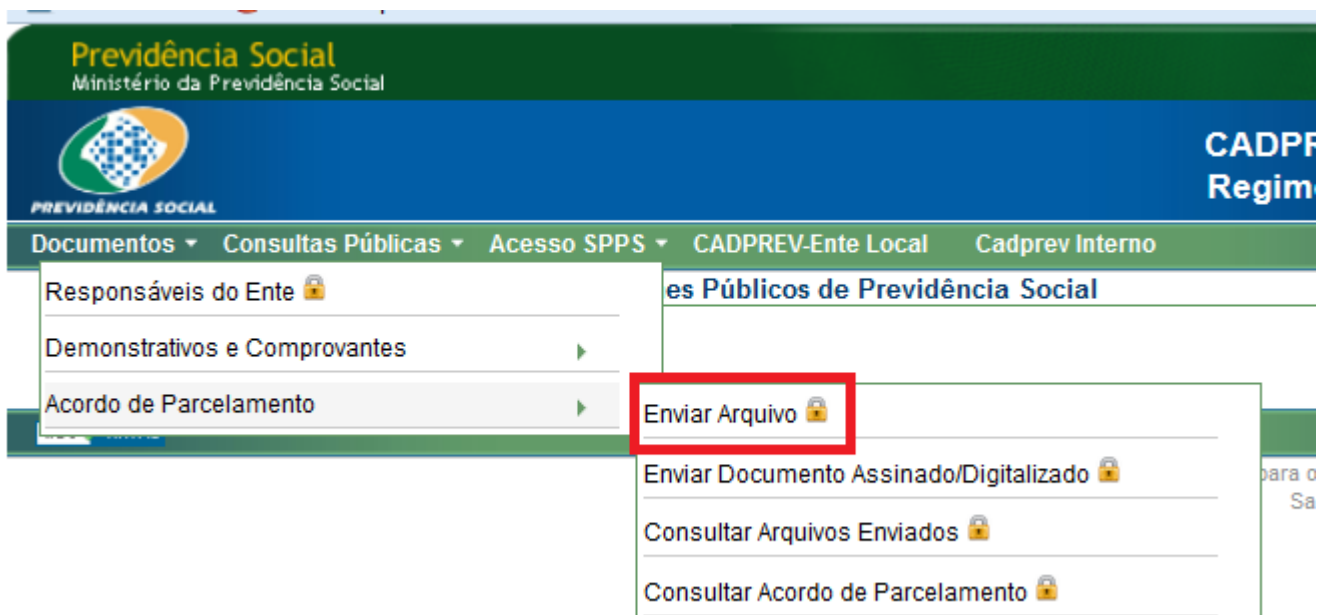 Previdência Social
Ministério da Previdência Social
CADPR
Regime
PREVIDÊNCIA SOCIAL
Documentos Consultas Públicas Acesso SPPS CADPREV-Ente Local Cadprev Interno
Responsáveis do Ente
es Públicos de Previdência Social
Demonstrativos e Comprovantes
Acordo de Parcelamento
Enviar Arquivo
Enviar Documento Assinado/Digitalizado
para o
Sa
Consultar Arquivos Enviados
Consultar Acordo de Parcelamento